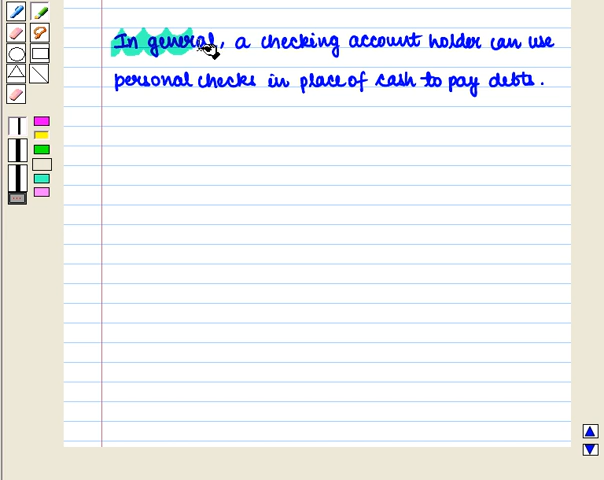 In general, a checking account holder can use
personal checks in place of cash to pay debts.